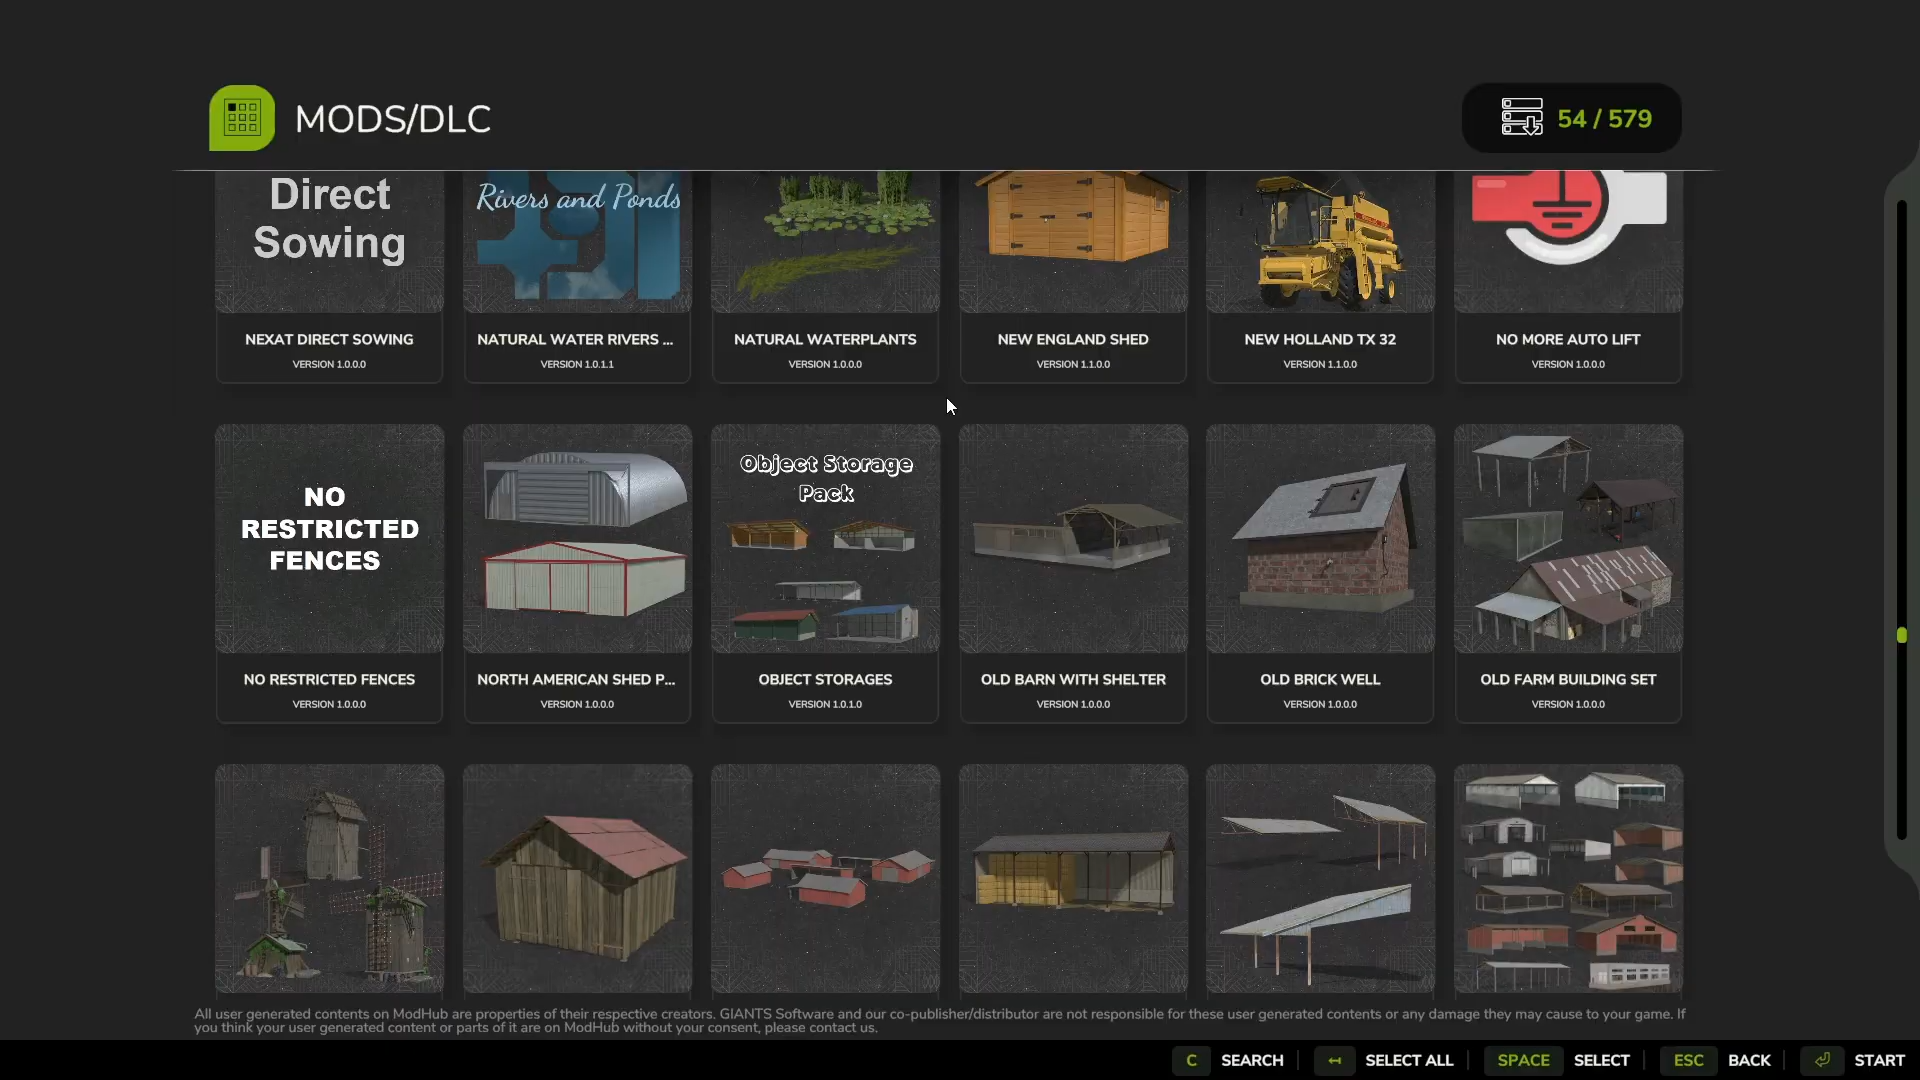 MODS/DLC
54 / 579
Direct
Sowing
Rivers and Ponds
NEXAT DIRECT SOWING
VERSION 1.0.0.0
NATURAL WATER RIVERS ...
VERSION 1.0.1.1
NATURAL WATERPLANTS
VERSION 1.0.0.0
NEW ENGLAND SHED
VERSION 1.1.0.0
NEW HOLLAND TX 32
VERSION 1.1.0.0
NO MORE AUTO LIFT
VERSION 1.0.0.0
NO
RESTRICTED
FENCES
Object Storage
Pack
NO RESTRICTED FENCES
VERSION 1.0.0.0
NORTH AMERICAN SHED P...
VERSION 1.0.0.0
OBJECT STORAGES
VERSION 1.0.1.0
OLD BARN WITH SHELTER
VERSION 1.0.0.0
OLD BRICK WELL
VERSION 1.0.0.0
OLD FARM BUILDING SET
VERSION 1.0.0.0
All user generated contents on ModHub are properties of their respective creators. GIANTS Software and our co-publisher/distributor are not responsible for these user generated contents or any damage they may cause to your game. If
you think your user generated content or parts of it are on ModHub without your consent, please contact us.
C SEARCH
SELECT ALL
SPACE SELECT
ESC BACK
START